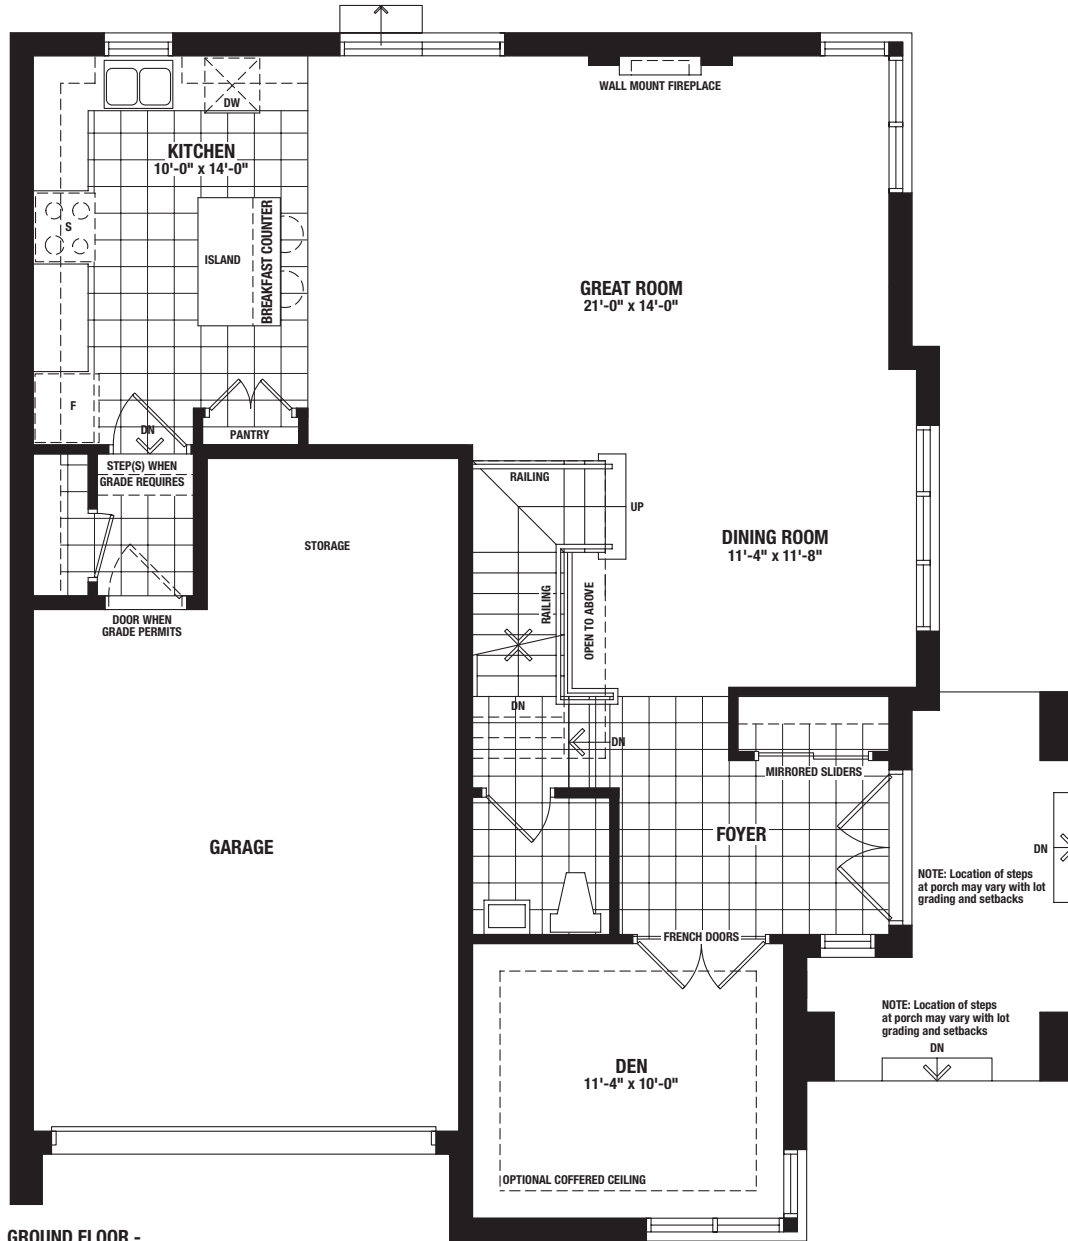 WALL MOUNT FIREPLACE
DW
KITCHEN
10'-0" x 14'-0"
S
ISLAND
BREAKFAST COUNTER
GREAT ROOM
21'-0" x 14'-0"
F
DN
PANTRY
STEP(S) WHEN
GRADE REQUIRES
RAILING
UP
STORAGE
DINING ROOM
11'-4" x 11'-8"
RAILING
OPEN TO ABOVE
DOOR WHEN
GRADE PERMITS
DN
DN
MIRRORED SLIDERS
FOYER
GARAGE
DN
NOTE: Location of steps
at porch may vary with lot
grading and setbacks
FRENCH DOORS
NOTE: Location of steps
at porch may vary with lot
grading and setbacks
DN
DEN
11'-4" x 10'-0"
OPTIONAL COFFERED CEILING
GROUND FLOOR -